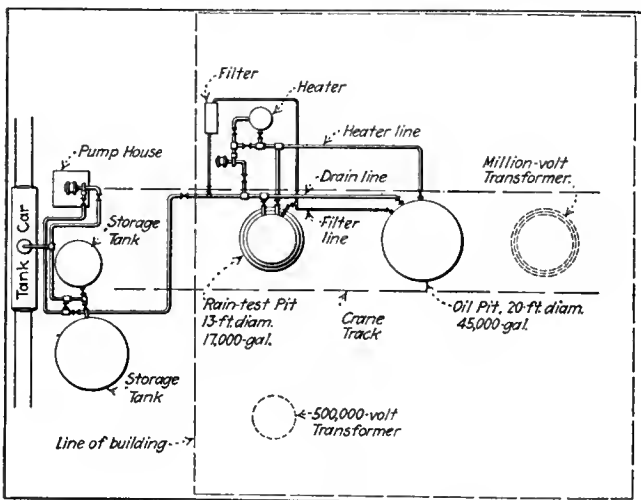 Filter
Heater
Heater line
Pump House
Drain line
Million-volt
Transformer
Tank Car
Storage
Tank
Filter
line
Rain-test Pit
13-ft. diam.
17,000-gal.
Crane
Track
Oil Pit, 20-ft. diam.
45,000-gal.
Storage
Tank
500,000-volt
Transformer
Line of building